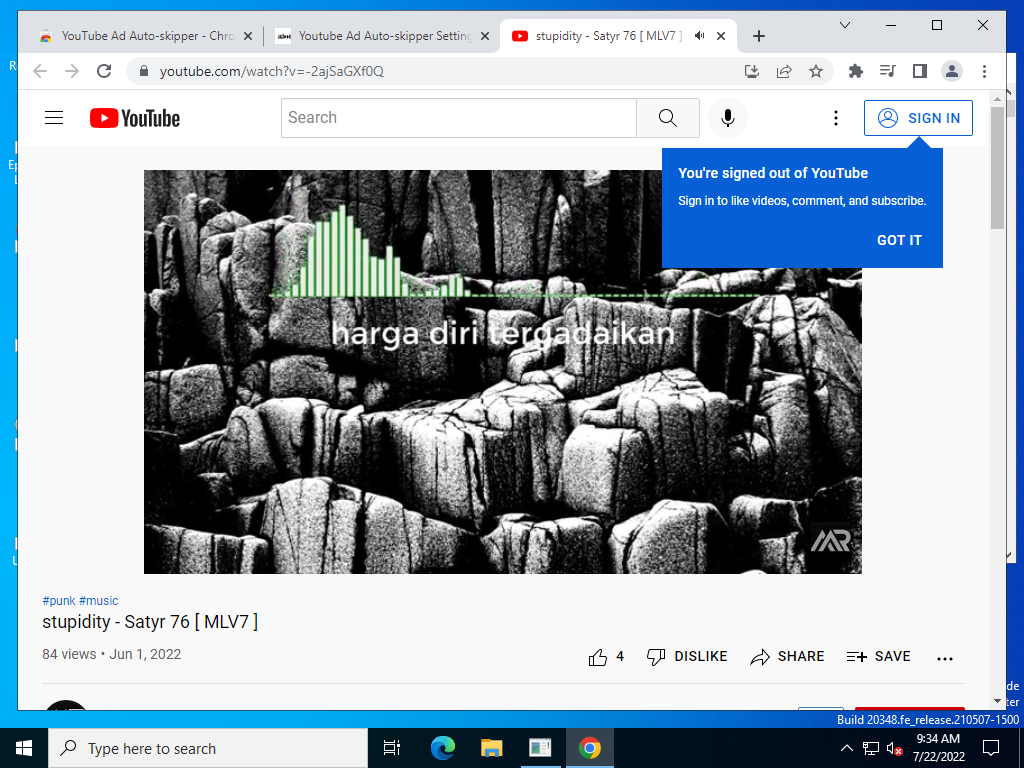 YouTube Ad Auto-skipper - Chro
Youtube Ad Auto-skipper Setting
stupidity - Satyr 76 [ MLV7 ]
youtube.com/watch?v=-2ajSaGXf0Q
YouTube
Search
SIGN IN
You're signed out of YouTube
Sign in to like videos, comment, and subscribe.
GOT IT
harga diri tergadaikan
MR
#punk #music
stupidity - Satyr 76 [ MLV7 ]
84 views • Jun 1, 2022
4
DISLIKE
SHARE
SAVE
Build 20348.fe_release.210507-1500
Type here to search
9:34 AM
7/22/2022